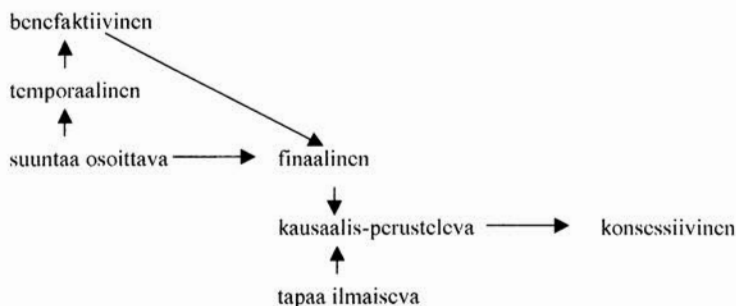 benefaktiivinen
temporaalinen
suuntaa osoittava finaalinen
kausaalis-perusteleva konsessiivinen
tapaa ilmaiseva